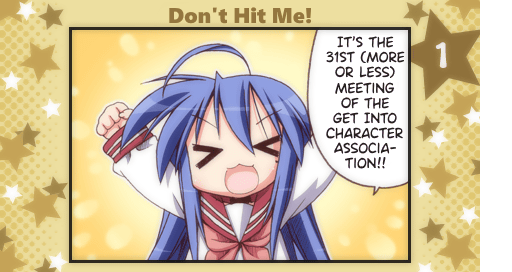 Don't Hit Me!
1
IT'S THE
31ST (MORE
OR LESS)
MEETING
OF THE
GET INTO
CHARACTER
ASSOCIA-
TION!!